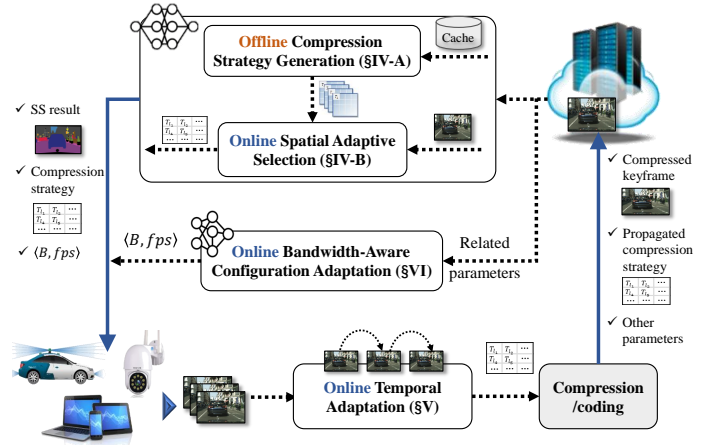 Offline Compression
Strategy Generation (§IV-A)
Cache
Online Spatial Adaptive
Selection (§IV-B)
✓ SS result
✓ Compression
strategy
✓ ⟨B, fps⟩
⟨B, fps⟩
Online Bandwidth-Aware
Configuration Adaptation (§VI)
Related
parameters
✓ Compressed
keyframe
✓ Propagated
compression
strategy
✓ Other
parameters
Online Temporal
Adaptation (§V)
Compression
/coding